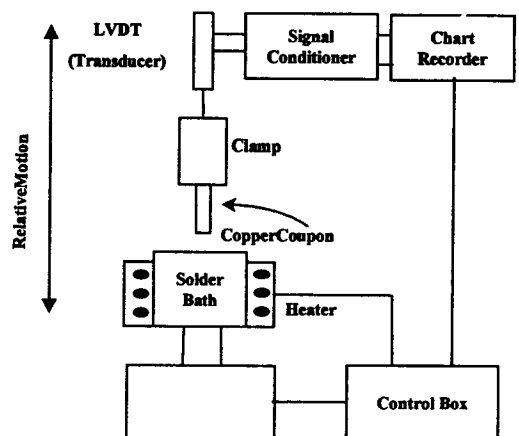 LVDT
(Transducer)
Signal
Conditioner
Chart
Recorder
Clamp
RelativeMotion
CopperCoupon
Solder
Bath
Heater
Control Box